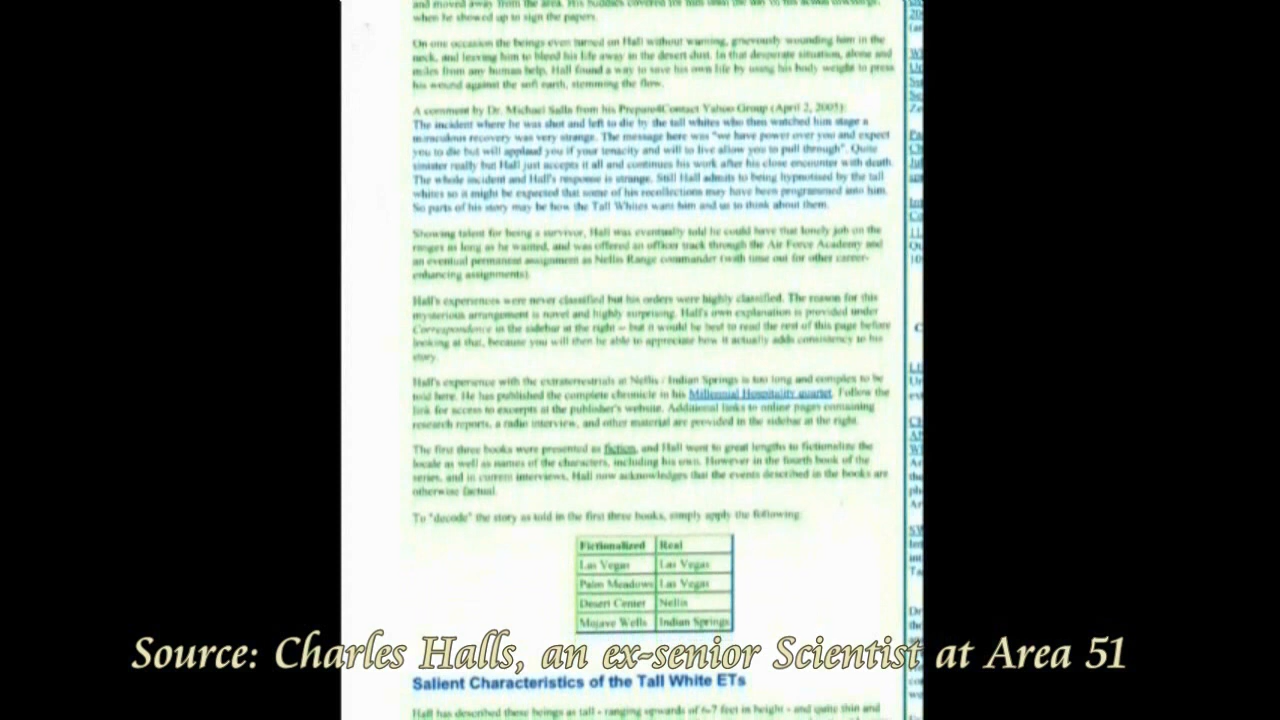 and moved away from the area. His buddies covered for him until the day of his actual discharge,
when he showed up to sign the papers.
On one occasion the beings even turned on Hall without warning, grievously wounding him in the
neck, and leaving him to bleed his life away in the desert dust. In that desperate situation, alone and
miles from any human help, Hall found a way to save his own life by using his body weight to press
his wound against the soft earth, stemming the flow.
A comment by Dr. Michael Salla from his Prepare4Contact Yahoo Group (April 2, 2005):
The incident where he was shot and left to die by the tall whites who then watched him stage a
miraculous recovery was very strange. The message here was "we have power over you and expect
you to die but will applaud you if your tenacity and will to live allow you to pull through". Quite
sinister really but Hall just accepts it all and continues his work after his close encounter with death.
The whole incident and Hall's response is strange. Still Hall admits to being hypnotised by the tall
whites so it might be expected that some of his recollections may have been programmed into him.
So parts of his story may be how the Tall Whites want him and us to think about them.
Showing talent for being a survivor, Hall was eventually told he could have that lonely job on the
ranges as long as he wanted, and was offered an officer track through the Air Force Academy and
an eventual permanent assignment as Nellis Range commander (with time out for other career-
enhancing assignments).
Hall's experiences were never classified but his orders were highly classified. The reason for this
mysterious arrangement is novel and highly surprising. Hall's own explanation is provided under
Correspondence in the sidebar at the right – but it would be best to read the rest of this page before
looking at that, because you will then be able to appreciate how it actually adds consistency to his
story.
Hall's experience with the extraterrestrials at Nellis / Indian Springs is too long and complex to be
told here. He has published the complete chronicle in his Millennial Hospitality quartet. Follow the
link for access to excerpts at the publisher's website. Additional links to online pages containing
research reports, a radio interview, and other material are provided in the sidebar at the right.
The first three books were presented as fiction, and Hall went to great lengths to fictionalize the
locale as well as names of the characters, including his own. However in the fourth book of the
series, and in current interviews, Hall now acknowledges that the events described in the books are
otherwise factual.
To "decode" the story as told in the first three books, simply apply the following:
Fictionalized Real
Las Vegas Las Vegas
Palm Meadows Las Vegas
Desert Center Nellis
Mojave Wells Indian Springs
Source: Charles Halls, an ex-senior Scientist at Area 51
Salient Characteristics of the Tall White ETs
Hall has described these beings as tall - ranging upwards of 6-7 feet in height - and quite thin and